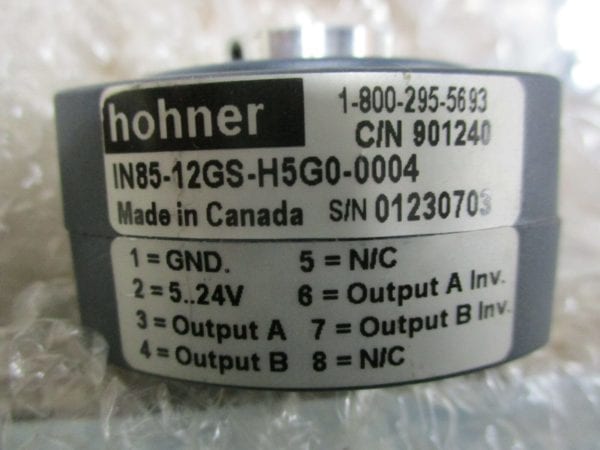 hohner
1-800-295-5693
C/N 901240
IN85-12GS-H5G0-0004
Made in Canada S/N 01230703
1 = GND. 5 = N/C
2 = 5..24V 6 = Output A Inv.
3 = Output A 7 = Output B Inv.
4 = Output B 8 = N/C